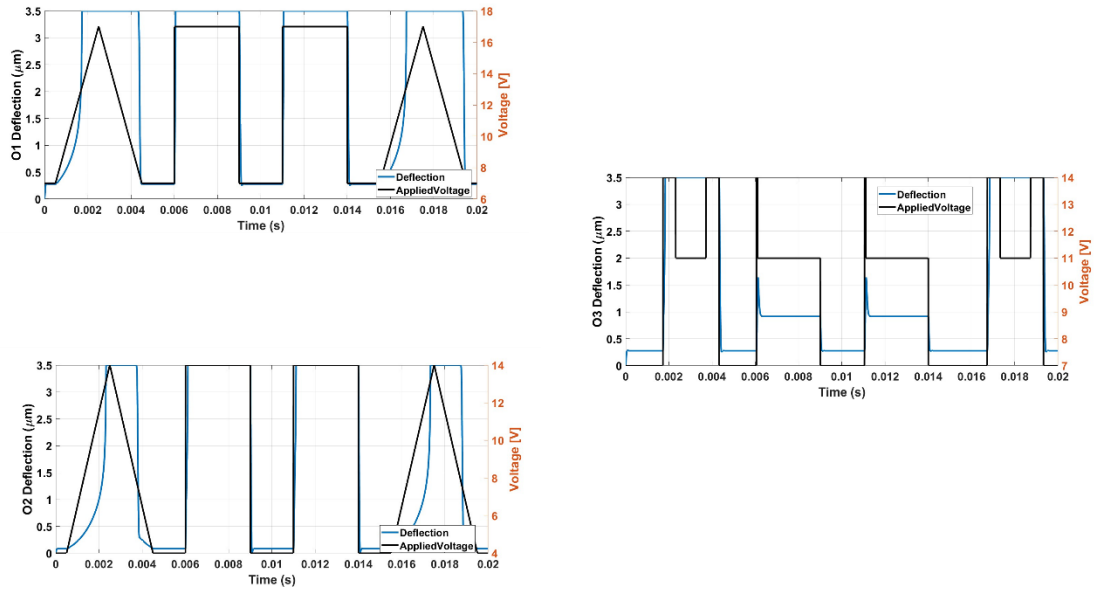 3.5
3
2.5
2
1.5
1
0.5
0
O1 Deflection (μm)
18
16
14
12
10
8
6
Voltage [V]
Deflection
AppliedVoltage
0 0.002 0.004 0.006 0.008 0.01 0.012 0.014 0.016 0.018 0.02
Time (s)
3.5
3
2.5
2
1.5
1
0.5
0
O3 Deflection (μm)
14
13
12
11
10
9
8
7
Voltage [V]
Deflection
AppliedVoltage
0 0.002 0.004 0.006 0.008 0.01 0.012 0.014 0.016 0.018 0.02
Time (s)
3.5
3
2.5
2
1.5
1
0.5
0
O2 Deflection (μm)
14
12
10
8
6
4
Voltage [V]
Deflection
AppliedVoltage
0 0.002 0.004 0.006 0.008 0.01 0.012 0.014 0.016 0.018 0.02
Time (s)